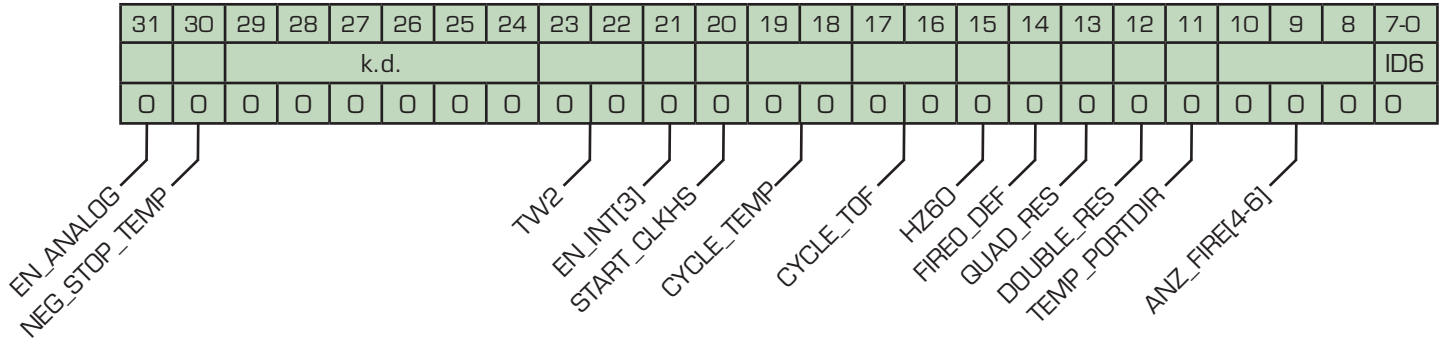 31 30 29 28 27 26 25 24 23 22 21 20 19 18 17 16 15 14 13 12 11 10 9 8 7-0
k.d. ID6
0 0 0 0 0 0 0 0 0 0 0 0 0 0 0 0 0 0 0 0 0 0 0 0 0
EN_ANALOG
NEG_STOP_TEMP
TW2
EN_INT[3]
START_CLKHS
CYCLE_TEMP
CYCLE_TOF
HZ60
FIREO_DEF
QUAD_RES
DOUBLE_RES
TEMP_PORTDIR
ANZ_FIRE[4-6]